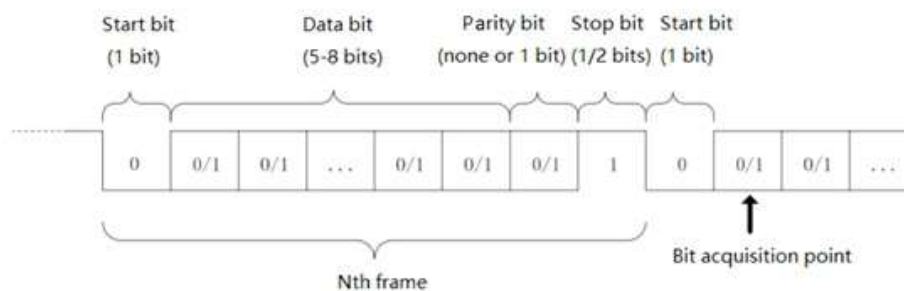 Start bit Data bit Parity bit Stop bit Start bit
(1 bit) (5-8 bits) (none or 1 bit) (1/2 bits) (1 bit)
0 0/1 0/1 ... 0/1 0/1 0/1 1 0 0/1 0/1 ...
Bit acquisition point
Nth frame